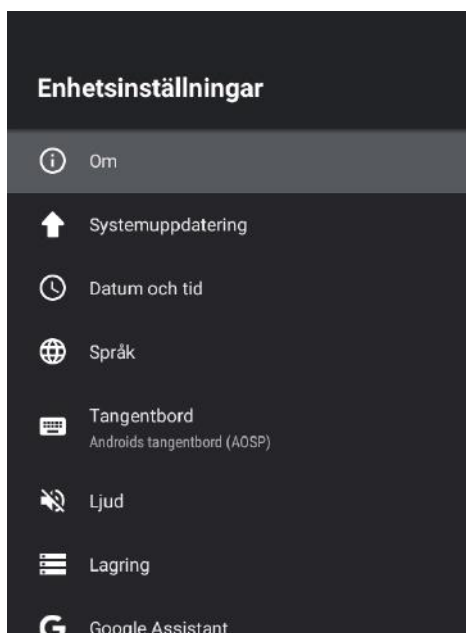 Enhetsinställningar
Om
Systemuppdatering
Datum och tid
Språk
Tangentbord
Androids tangentbord (AOSP)
Ljud
Lagring
Google Assistant